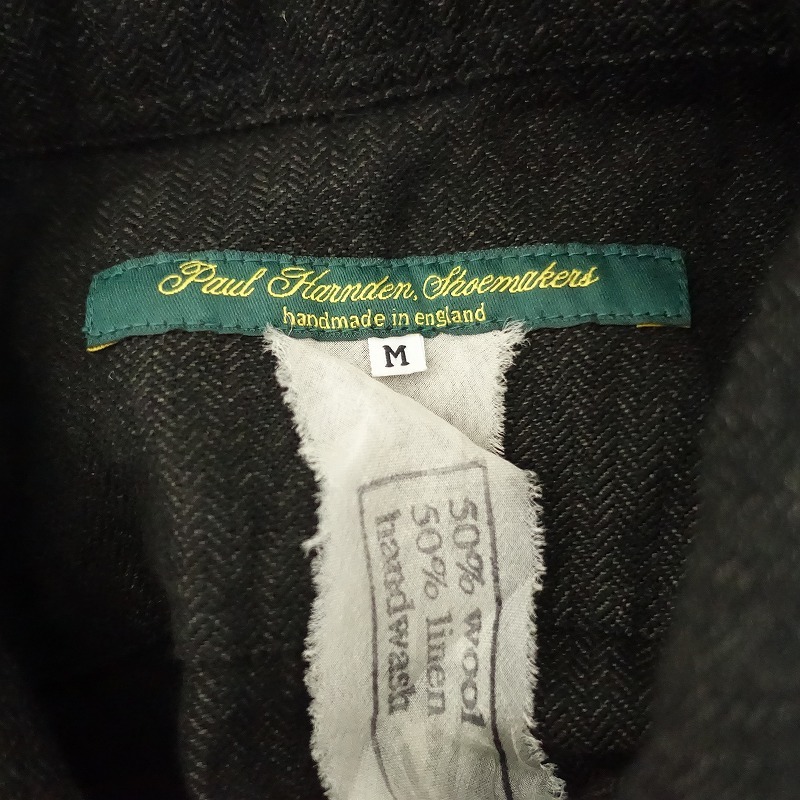 Paul Harnden, Shoemakers
handmade in england
M
50% wool
50% linen
handwash